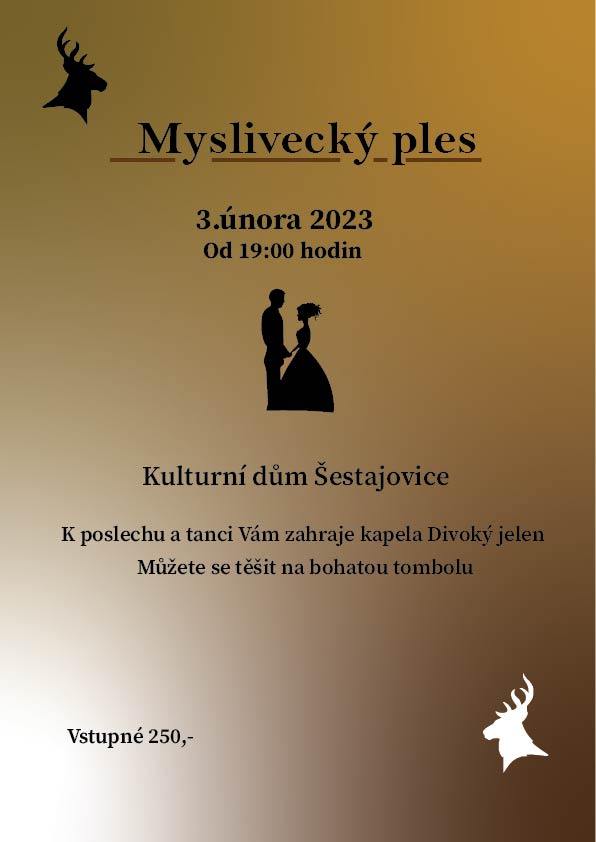 Myslivecký ples
3.února 2023
Od 19:00 hodin
Kulturní dům Šestajovice
K poslechu a tanci Vám zahraje kapela Divoký jelen
Můžete se těšit na bohatou tombolu
Vstupné 250,-